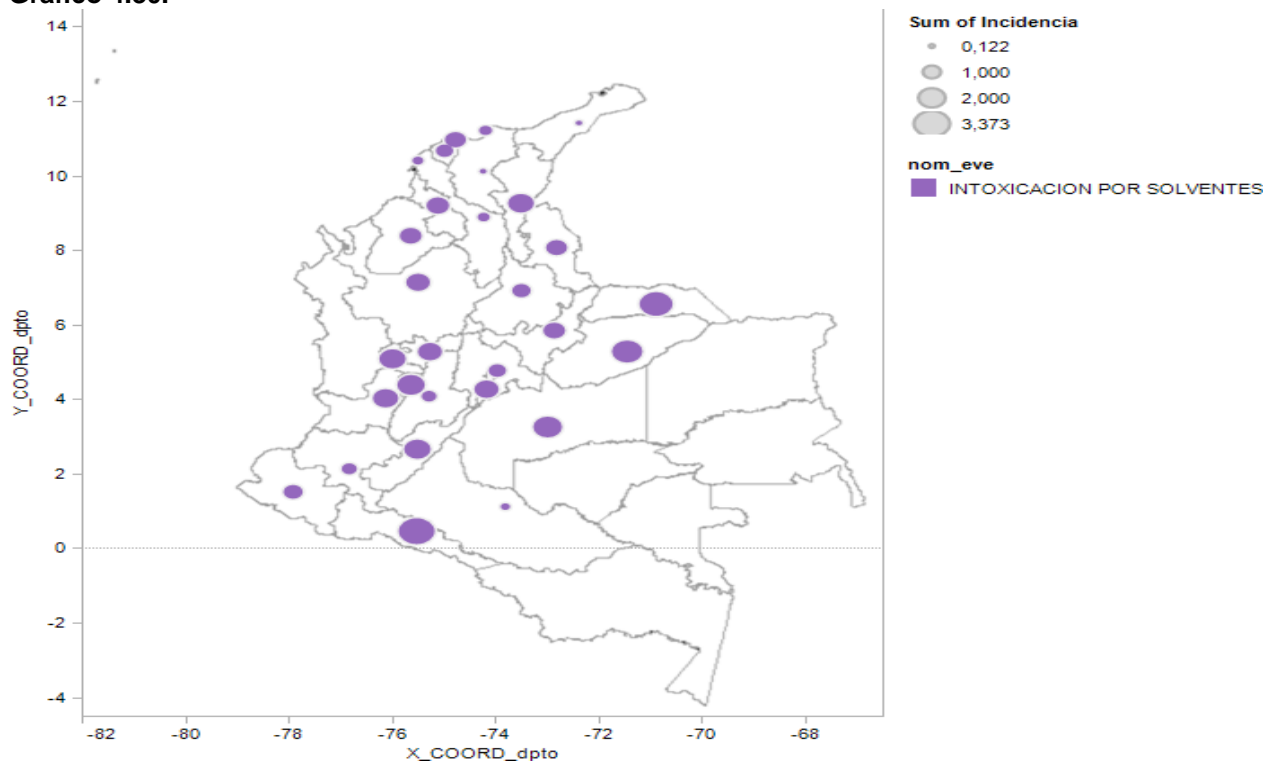 Gráfico
Sum of Incidencia
0,122
1,000
2,000
3,373
nom_eve
INTOXICACION POR SOLVENTES
14
12
10
8
6
4
2
0
-2
-4
Y_COORD_dpto
-82 -80 -78 -76 -74 -72 -70 -68
X_COORD_dpto